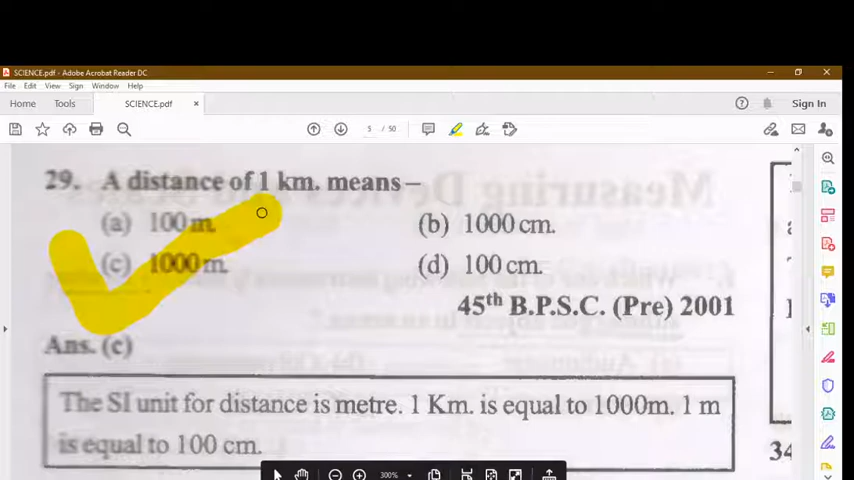 SCIENCE.pdf - Adobe Acrobat Reader DC
File Edit View Sign Window Help
Home Tools SCIENCE.pdf × Sign In
5 / 50
29. A distance of 1 km. means –
(a) 100 m. (b) 1000 cm.
(c) 1000 m. (d) 100 cm.
45th B.P.S.C. (Pre) 2001
Ans. (c)
The SI unit for distance is metre. 1 Km. is equal to 1000m. 1 m
is equal to 100 cm.
34
300%